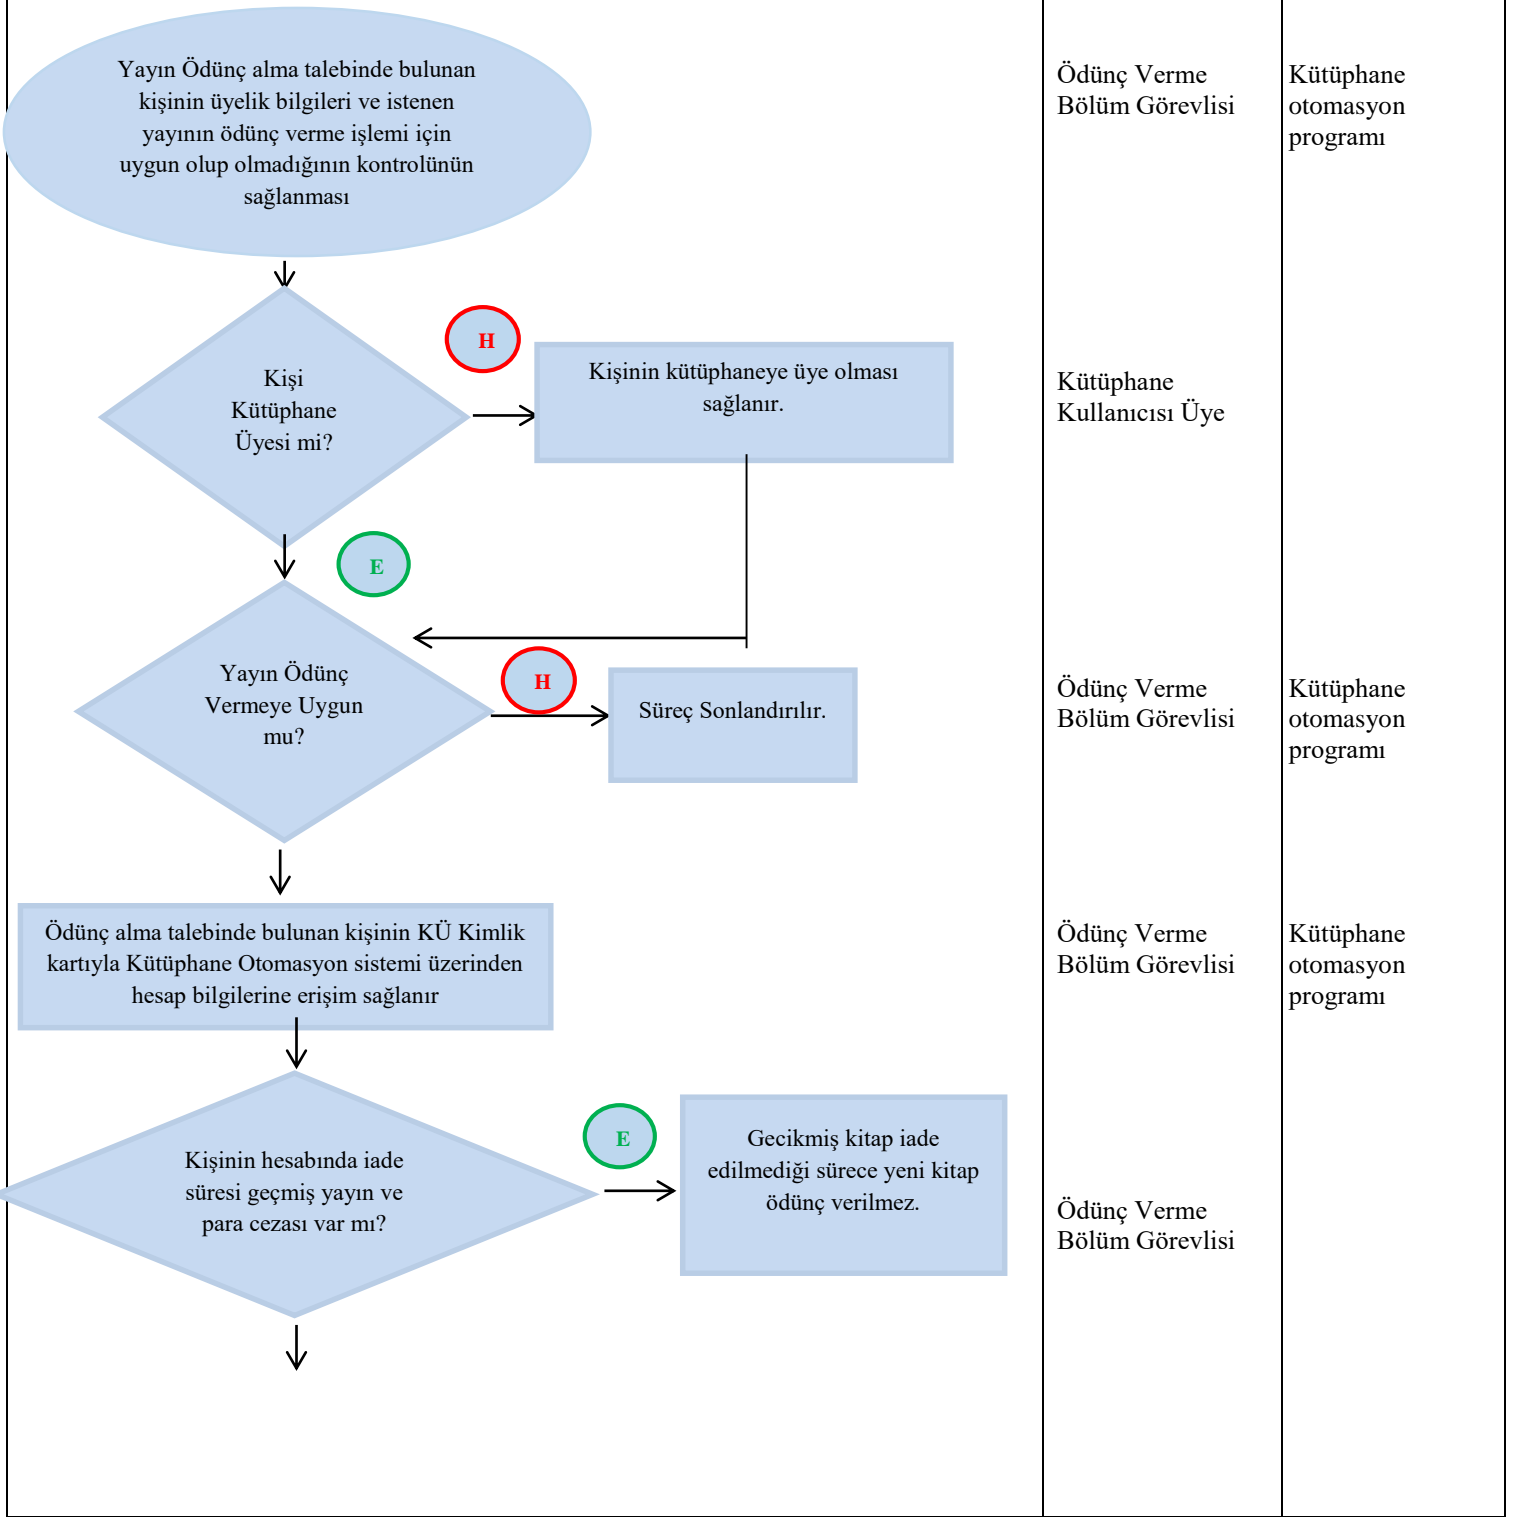 Yayın Ödünç alma talebinde bulunan
kişinin üyelik bilgileri ve istenen
yayının ödünç verme işlemi için
uygun olup olmadığının kontrolünün
sağlanması
Ödünç Verme
Bölüm Görevlisi
Kütüphane
otomasyon
programı
Kişi
Kütüphane
Üyesi mi?
H
Kişinin kütüphaneye üye olması
sağlanır.
Kütüphane
Kullanıcısı Üye
E
Yayın Ödünç
Vermeye Uygun
mu?
H
Süreç Sonlandırılır.
Ödünç Verme
Bölüm Görevlisi
Kütüphane
otomasyon
programı
Ödünç alma talebinde bulunan kişinin KÜ Kimlik
kartıyla Kütüphane Otomasyon sistemi üzerinden
hesap bilgilerine erişim sağlanır
Ödünç Verme
Bölüm Görevlisi
Kütüphane
otomasyon
programı
Kişinin hesabında iade
süresi geçmiş yayın ve
para cezası var mı?
E
Gecikmiş kitap iade
edilmediği sürece yeni kitap
ödünç verilmez.
Ödünç Verme
Bölüm Görevlisi